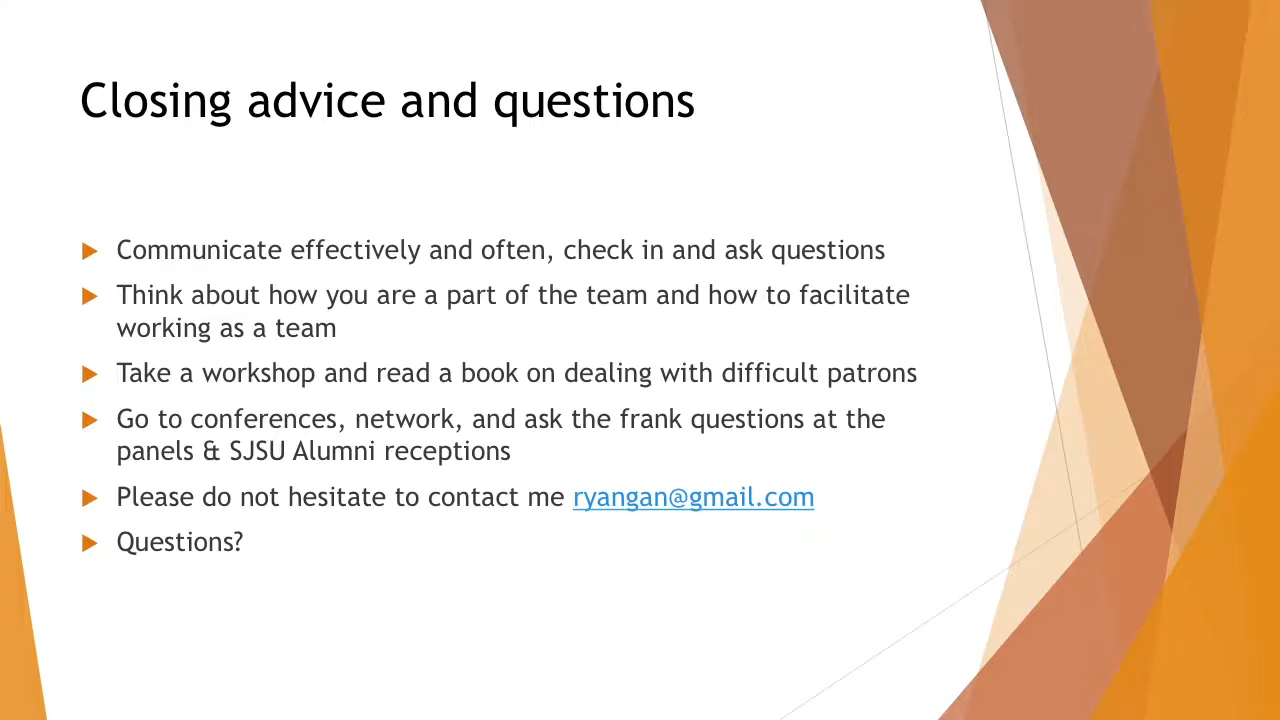 Closing advice and questions
Communicate effectively and often, check in and ask questions
Think about how you are a part of the team and how to facilitate
working as a team
Take a workshop and read a book on dealing with difficult patrons
Go to conferences, network, and ask the frank questions at the
panels & SJSU Alumni receptions
Please do not hesitate to contact me ryangan@gmail.com
Questions?